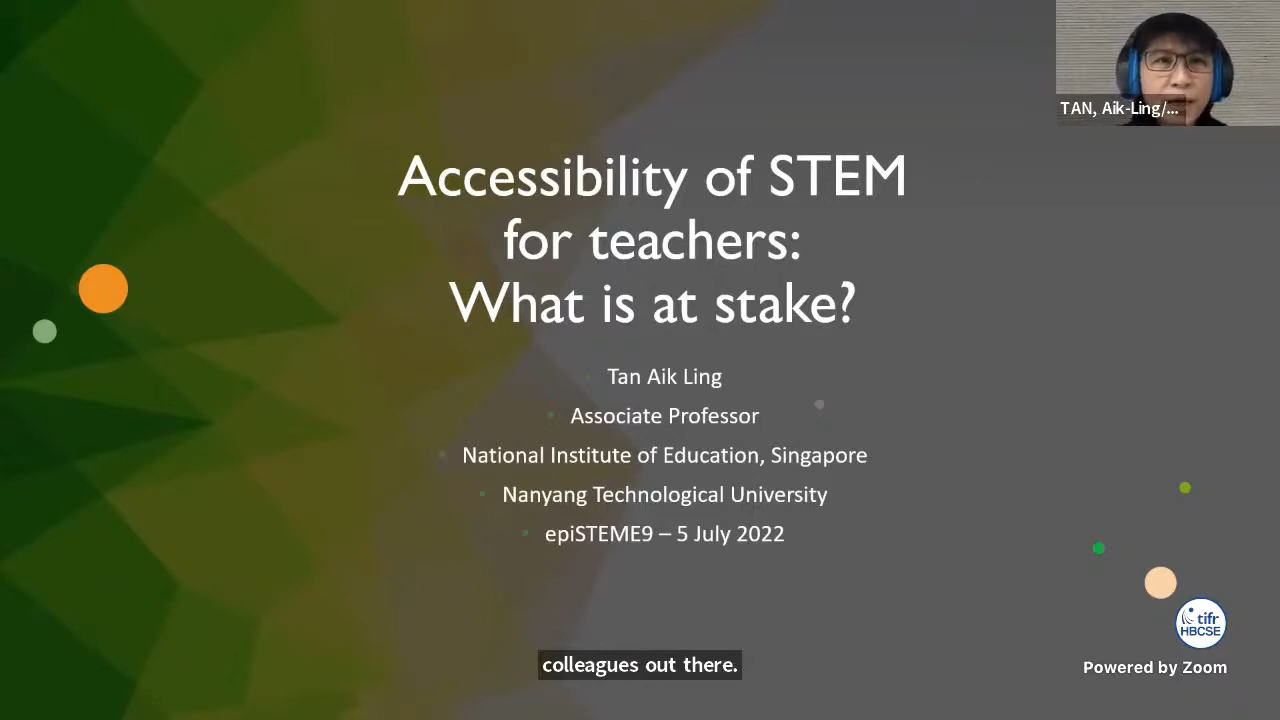 TAN, Aik-Ling/...
Accessibility of STEM
for teachers:
What is at stake?
Tan Aik Ling
Associate Professor
National Institute of Education, Singapore
Nanyang Technological University
epiSTEME9 – 5 July 2022
tifr
HBCSE
colleagues out there.
Powered by Zoom